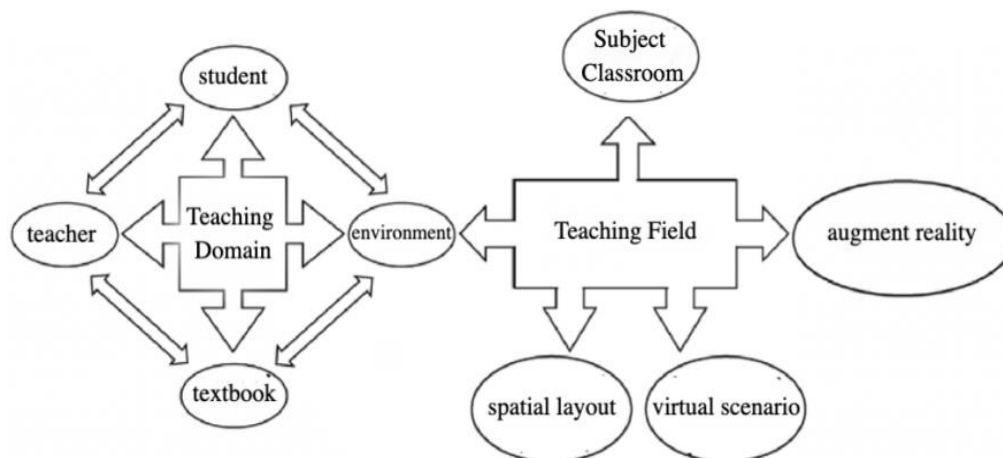 student
Subject
Classroom
teacher
Teaching
Domain
environment
Teaching Field
augment reality
textbook
spatial layout
virtual scenario